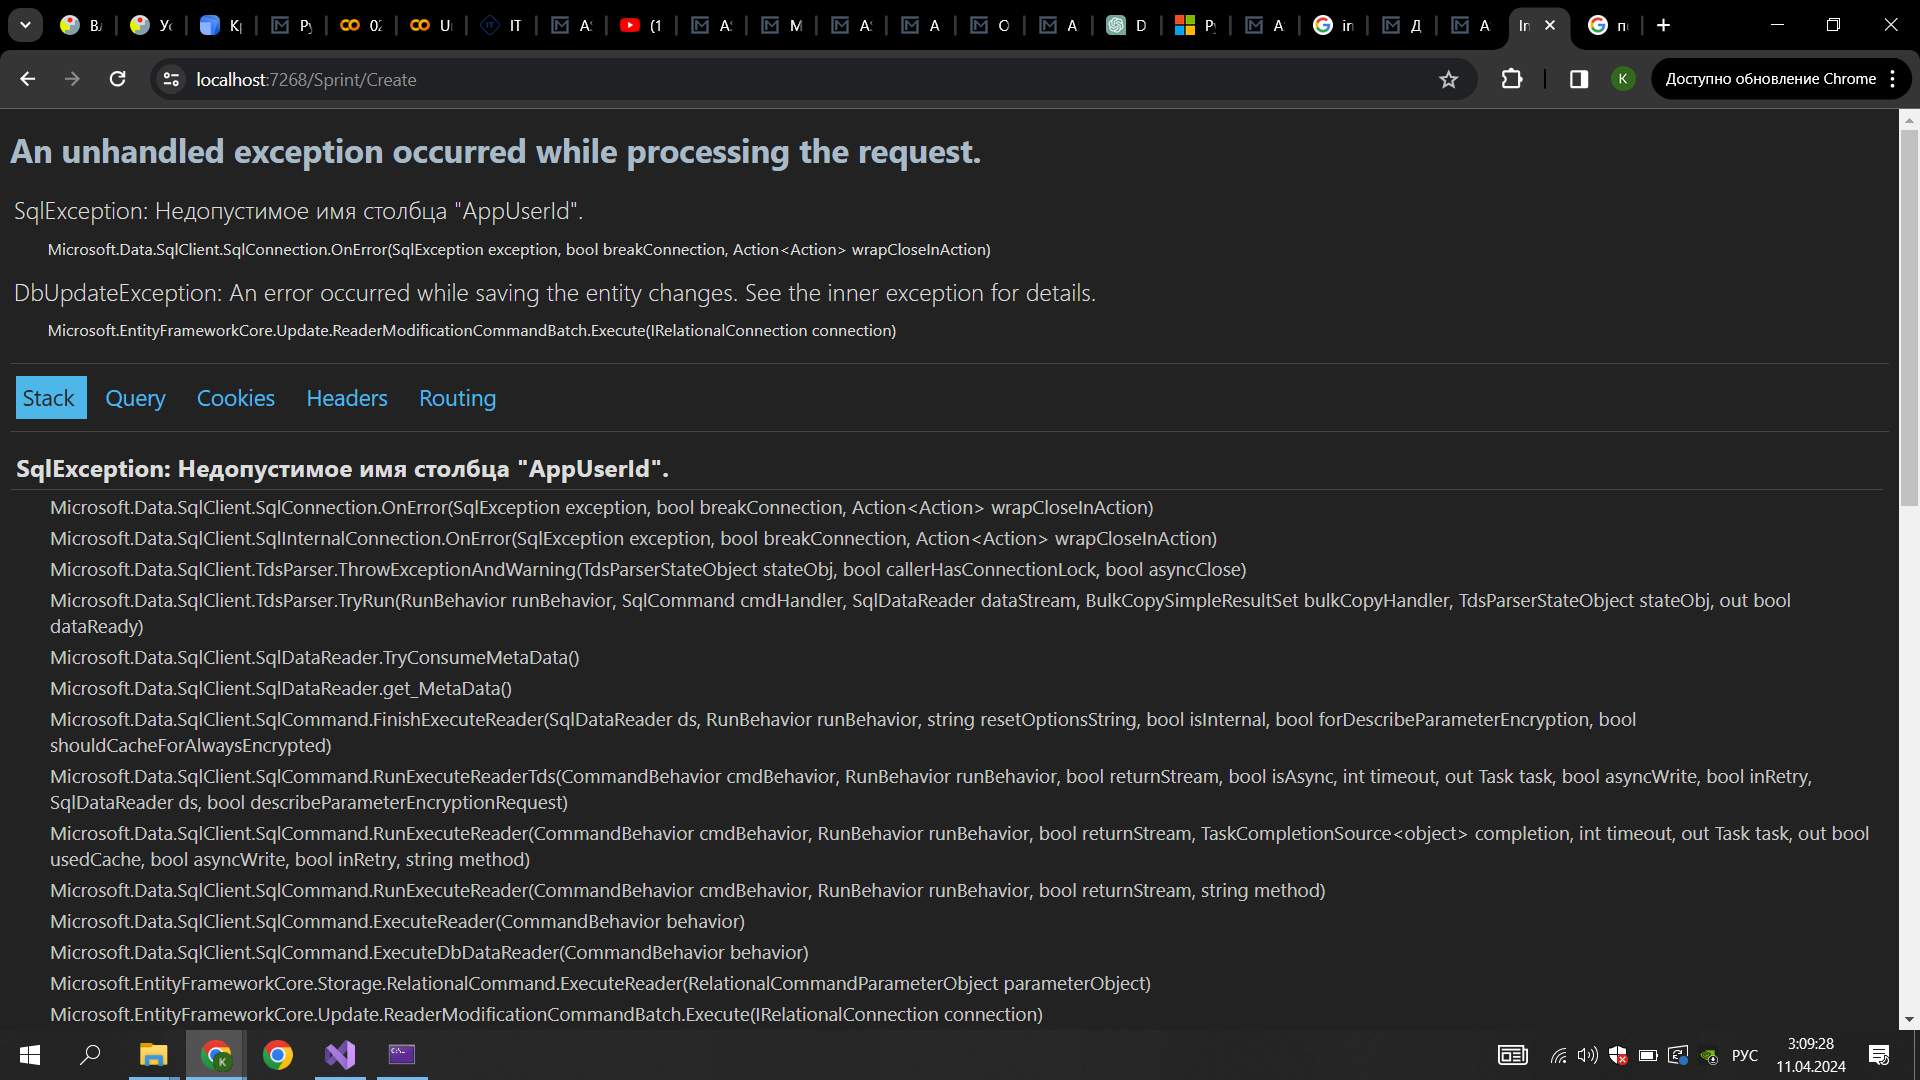 В/
Ус
Кр
Ру
02
Uı
IT
A:
(1
A:
M
A:
A
O
A
D
Ру
A
in
Д
A
In
п
localhost:7268/Sprint/Create
K
Доступно обновление Chrome
An unhandled exception occurred while processing the request.
SqlException: Недопустимое имя столбца "AppUserId".
Microsoft.Data.SqlClient.SqlConnection.OnError(SqlException exception, bool breakConnection, Action<Action> wrapCloseInAction)
DbUpdateException: An error occurred while saving the entity changes. See the inner exception for details.
Microsoft.EntityFrameworkCore.Update.ReaderModificationCommandBatch.Execute(IRelationalConnection connection)
Stack Query Cookies Headers Routing
SqlException: Недопустимое имя столбца "AppUserId".
Microsoft.Data.SqlClient.SqlConnection.OnError(SqlException exception, bool breakConnection, Action<Action> wrapCloseInAction)
Microsoft.Data.SqlClient.SqlInternalConnection.OnError(SqlException exception, bool breakConnection, Action<Action> wrapCloseInAction)
Microsoft.Data.SqlClient.TdsParser.ThrowExceptionAndWarning(TdsParserStateObject stateObj, bool callerHasConnectionLock, bool asyncClose)
Microsoft.Data.SqlClient.TdsParser.TryRun(RunBehavior runBehavior, SqlCommand cmdHandler, SqlDataReader dataStream, BulkCopySimpleResultSet bulkCopyHandler, TdsParserStateObject stateObj, out bool
dataReady)
Microsoft.Data.SqlClient.SqlDataReader.TryConsumeMetaData()
Microsoft.Data.SqlClient.SqlDataReader.get_MetaData()
Microsoft.Data.SqlClient.SqlCommand.FinishExecuteReader(SqlDataReader ds, RunBehavior runBehavior, string resetOptionsString, bool isInternal, bool forDescribeParameterEncryption, bool
shouldCacheForAlwaysEncrypted)
Microsoft.Data.SqlClient.SqlCommand.RunExecuteReaderTds(CommandBehavior cmdBehavior, RunBehavior runBehavior, bool returnStream, bool isAsync, int timeout, out Task task, bool asyncWrite, bool inRetry,
SqlDataReader ds, bool describeParameterEncryptionRequest)
Microsoft.Data.SqlClient.SqlCommand.RunExecuteReader(CommandBehavior cmdBehavior, RunBehavior runBehavior, bool returnStream, TaskCompletionSource<object> completion, int timeout, out Task task, out bool
usedCache, bool asyncWrite, bool inRetry, string method)
Microsoft.Data.SqlClient.SqlCommand.RunExecuteReader(CommandBehavior cmdBehavior, RunBehavior runBehavior, bool returnStream, string method)
Microsoft.Data.SqlClient.SqlCommand.ExecuteReader(CommandBehavior behavior)
Microsoft.Data.SqlClient.SqlCommand.ExecuteDbDataReader(CommandBehavior behavior)
Microsoft.EntityFrameworkCore.Storage.RelationalCommand.ExecuteReader(RelationalCommandParameterObject parameterObject)
Microsoft.EntityFrameworkCore.Update.ReaderModificationCommandBatch.Execute(IRelationalConnection connection)
РУС
3:09:28
11.04.2024